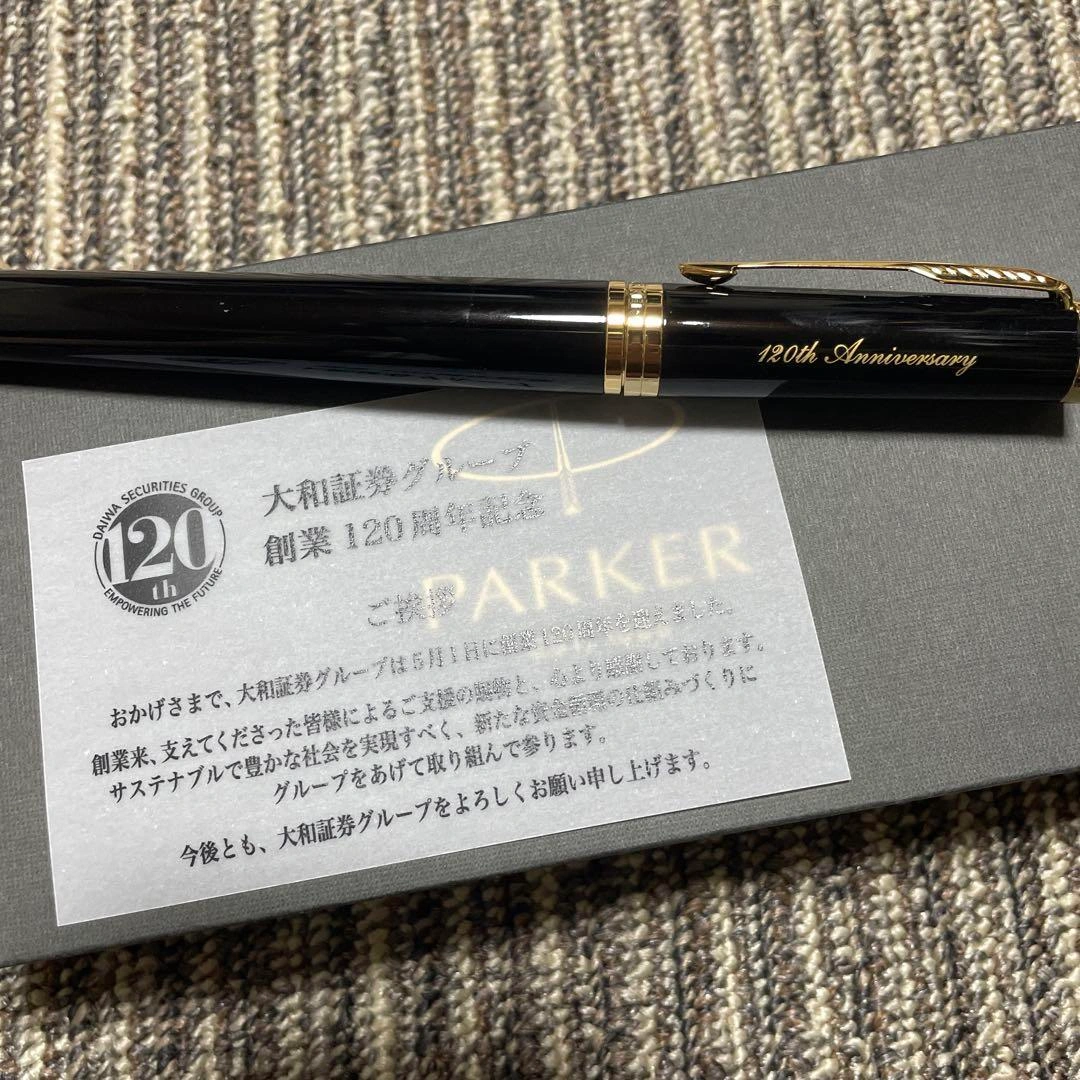 120th Anniversary
DAIWA SECURITIES GROUP
120th
EMPOWERING THE FUTURE
大和証券グループ
創業120周年記念
PARKER
ご挨拶
おかげさまで、大和証券グループは5月1日に創業120周年を迎えました。
創業来、支えてくださった皆様によるご支援の賜物と、心より感謝しております。
サステナブルで豊かな社会を実現すべく、新たな資金循環の仕組みづくりに
グループをあげて取り組んで参ります。
今後とも、大和証券グループをよろしくお願い申し上げます。